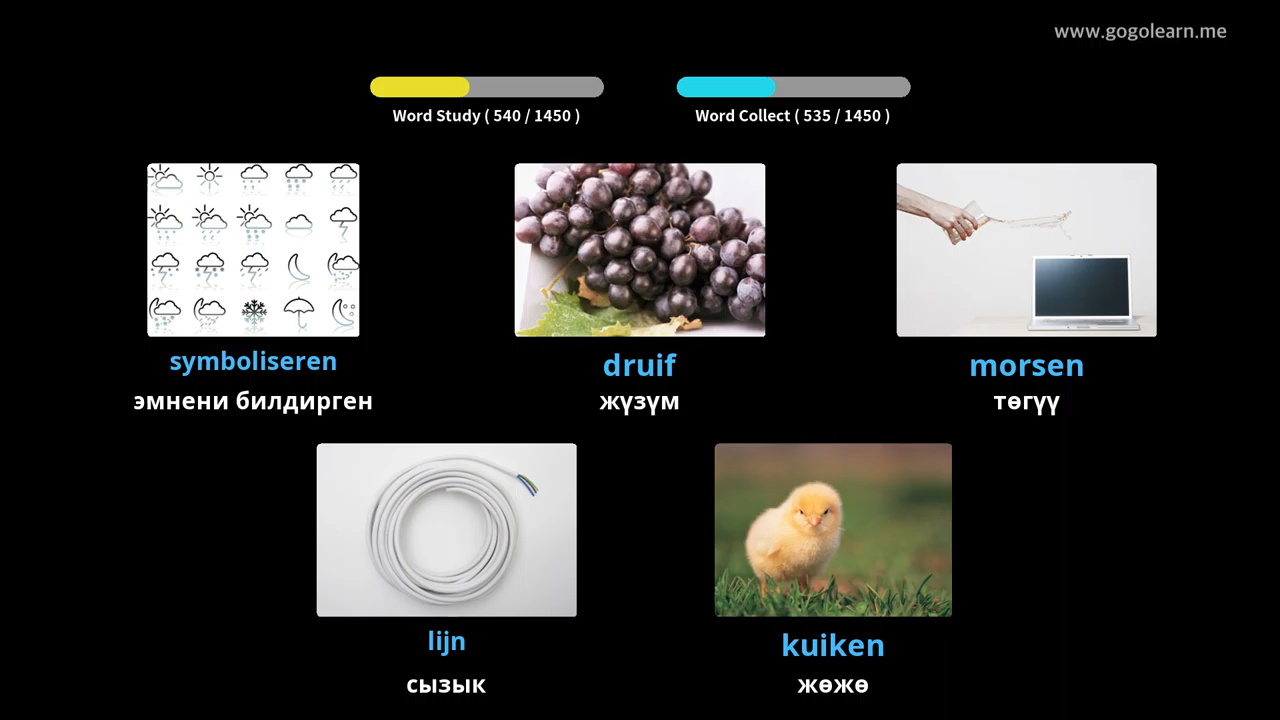 www.gogolearn.me
Word Study ( 540 / 1450 )
Word Collect ( 535 / 1450 )
symboliseren
эмнени билдирген
druif
жүзүм
morsen
төгүү
lijn
сызык
kuiken
жөжө